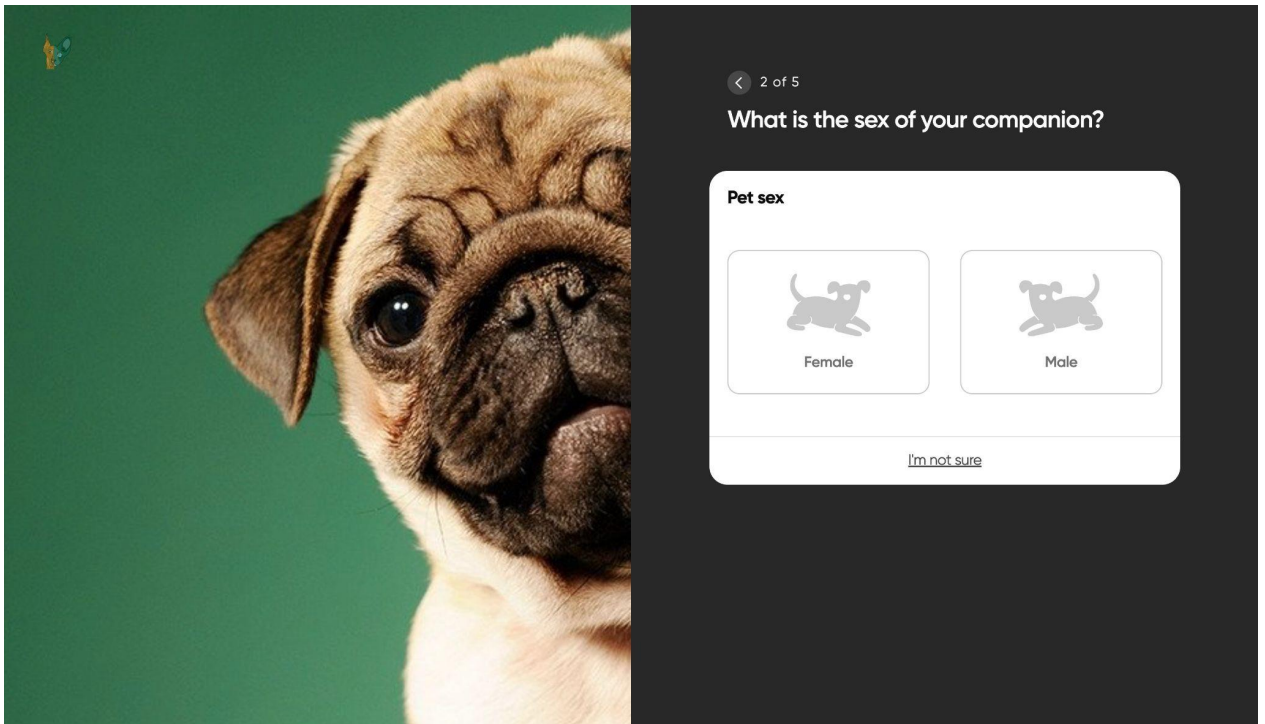 2 of 5
What is the sex of your companion?
Pet sex
Female
Male
I'm not sure